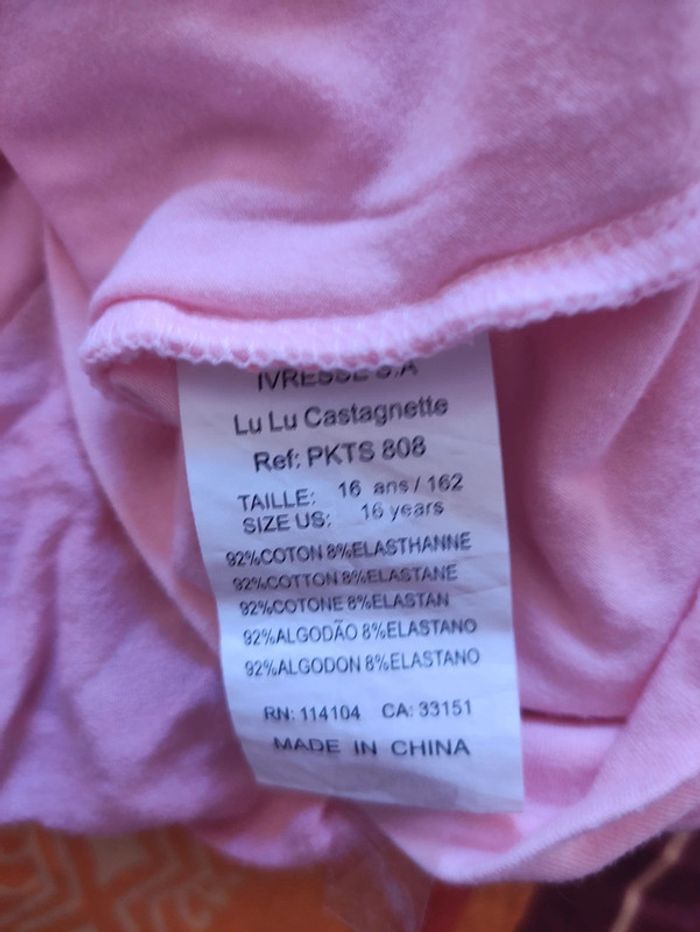 IVRESSE S.A
Lu Lu Castagnette
Ref: PKTS 808
TAILLE: 16 ans / 162
SIZE US: 16 years
92%COTON 8%ELASTHANNE
92%COTTON 8%ELASTANE
92%COTONE 8%ELASTAN
92%ALGODÃO 8%ELASTANO
92%ALGODON 8%ELASTANO
RN: 114104 CA: 33151
MADE IN CHINA